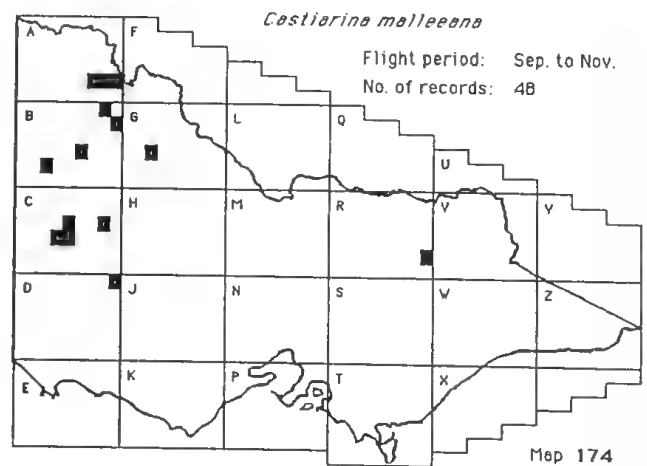 Castiarina malleeana
Flight period: Sep. to Nov.
No. of records: 48
A F
B G L Q
U
C H M R V Y
D J N S W Z
E K P T X
Map 174